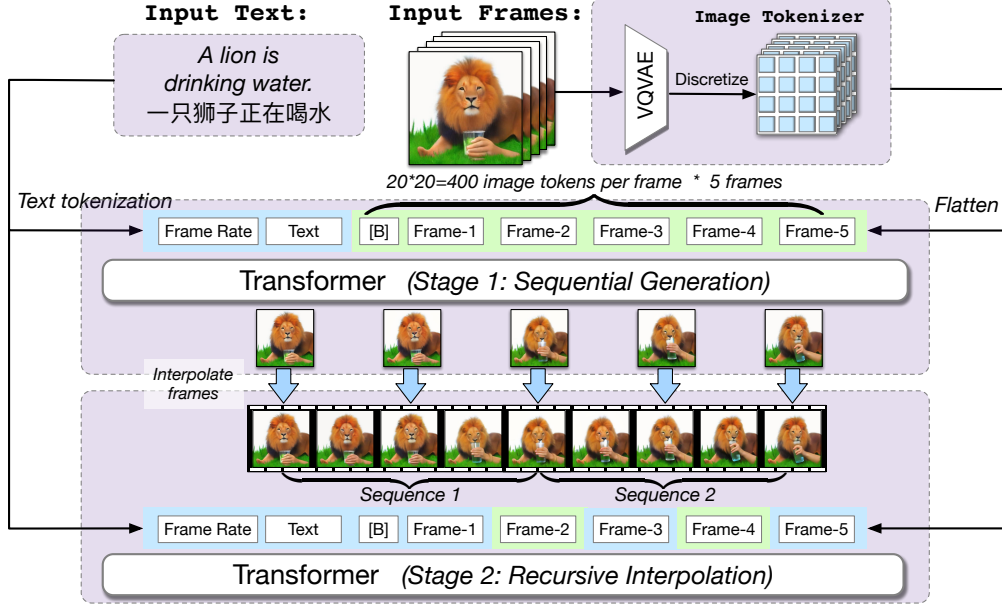 Input Text:
A lion is
drinking water.
一只狮子正在喝水
Input Frames:
Image Tokenizer
VQVAE
Discretize
20*20=400 image tokens per frame * 5 frames
Text tokenization
Flatten
Frame Rate Text [B] Frame-1 Frame-2 Frame-3 Frame-4 Frame-5
Transformer (Stage 1: Sequential Generation)
Interpolate
frames
Sequence 1 Sequence 2
Frame Rate Text [B] Frame-1 Frame-2 Frame-3 Frame-4 Frame-5
Transformer (Stage 2: Recursive Interpolation)